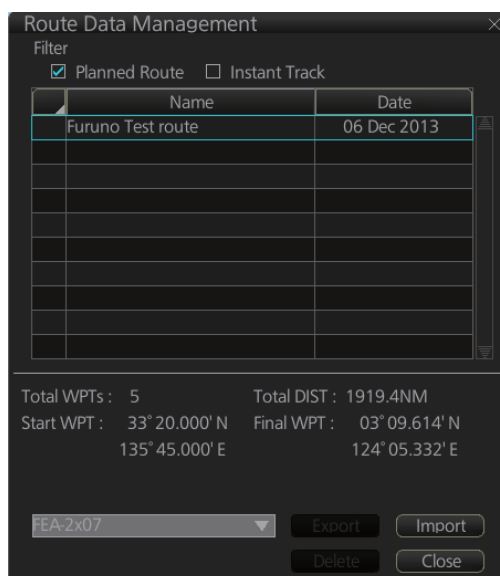 Route Data Management
Filter
Planned Route Instant Track
Name Date
Furuno Test route 06 Dec 2013
Total WPTs : 5 Total DIST : 1919.4NM
Start WPT : 33° 20.000' N Final WPT : 03° 09.614' N
135° 45.000' E 124° 05.332' E
FEA-2x07 Export Import
Delete Close